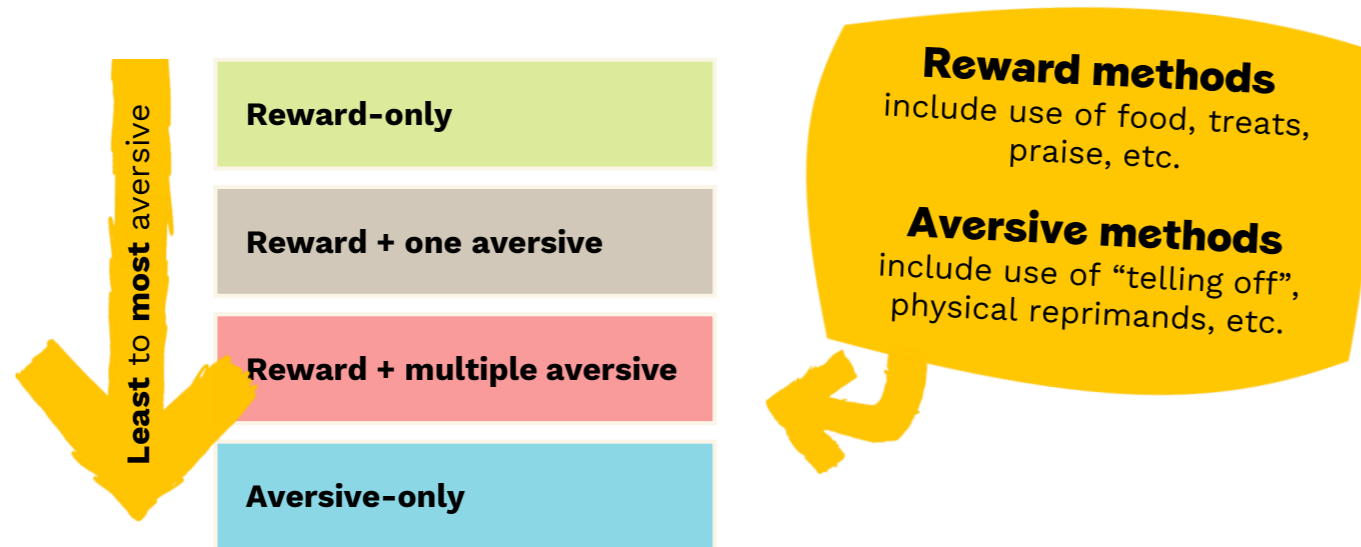 Least to most aversive
Reward-only
Reward + one aversive
Reward + multiple aversive
Aversive-only
Reward methods
include use of food, treats,
praise, etc.
Aversive methods
include use of “telling off”,
physical reprimands, etc.